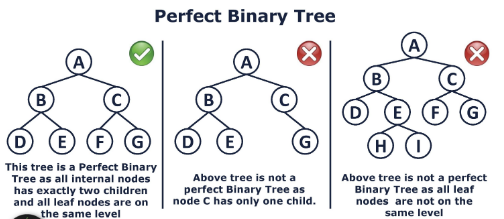 Perfect Binary Tree
A
B C
D E F G
This tree is a Perfect Binary
Tree as all internal nodes
has exactly two children
and all leaf nodes are on
the same level
A
B C
D E G
Above tree is not a
perfect Binary Tree as
node C has only one child.
A
B C
D E F G
H I
Above tree is not a perfect
Binary Tree as all leaf
nodes are not on the
same level